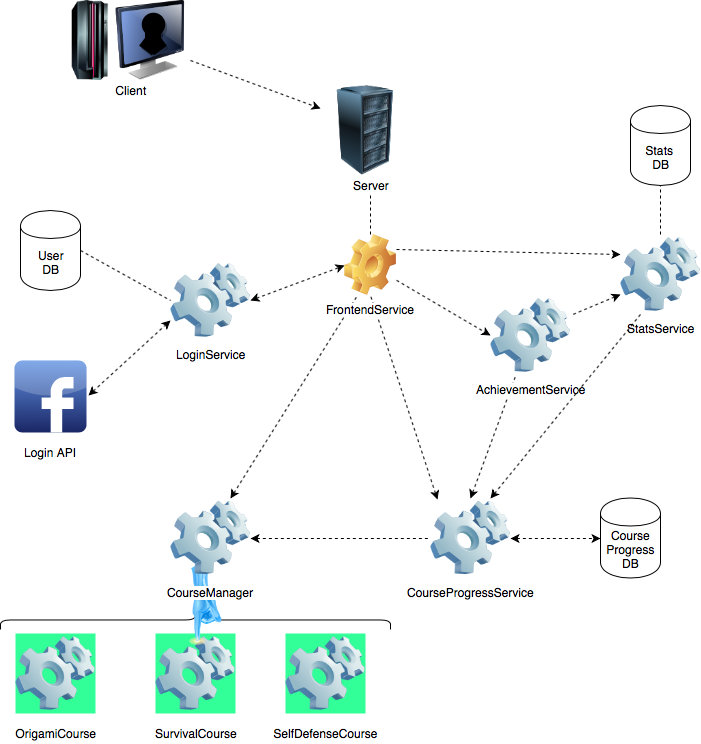 Client
Stats
DB
Server
User
DB
FrontendService
StatsService
LoginService
AchievementService
f
Login API
Course
Progress
DB
CourseManager
CourseProgressService
OrigamiCourse
SurvivalCourse
SelfDefenseCourse